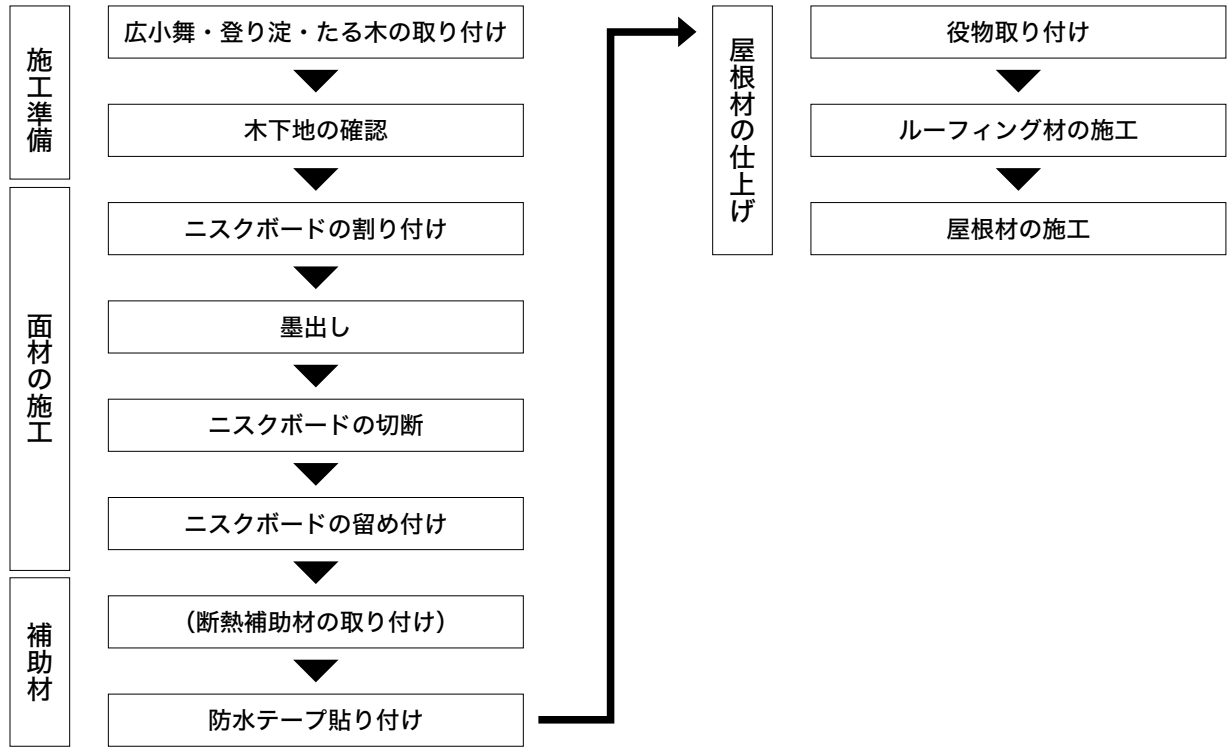 施工準備
広小舞・登り淀・たる木の取り付け
木下地の確認
面材の施工
ニスクボードの割り付け
墨出し
ニスクボードの切断
ニスクボードの留め付け
補助材
（断熱補助材の取り付け）
防水テープ貼り付け
屋根材の仕上げ
役物取り付け
ルーフィング材の施工
屋根材の施工